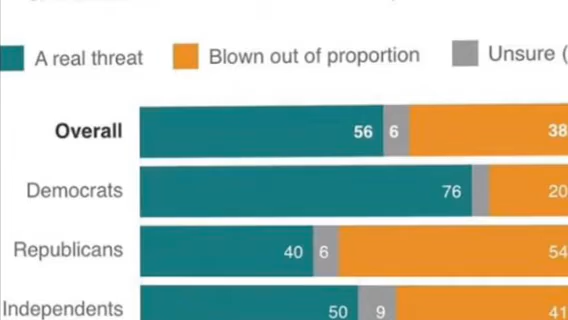 A real threat Blown out of proportion Unsure (
Overall 56 6 38
Democrats 76 20
Republicans 40 6 54
Independents 50 9 41